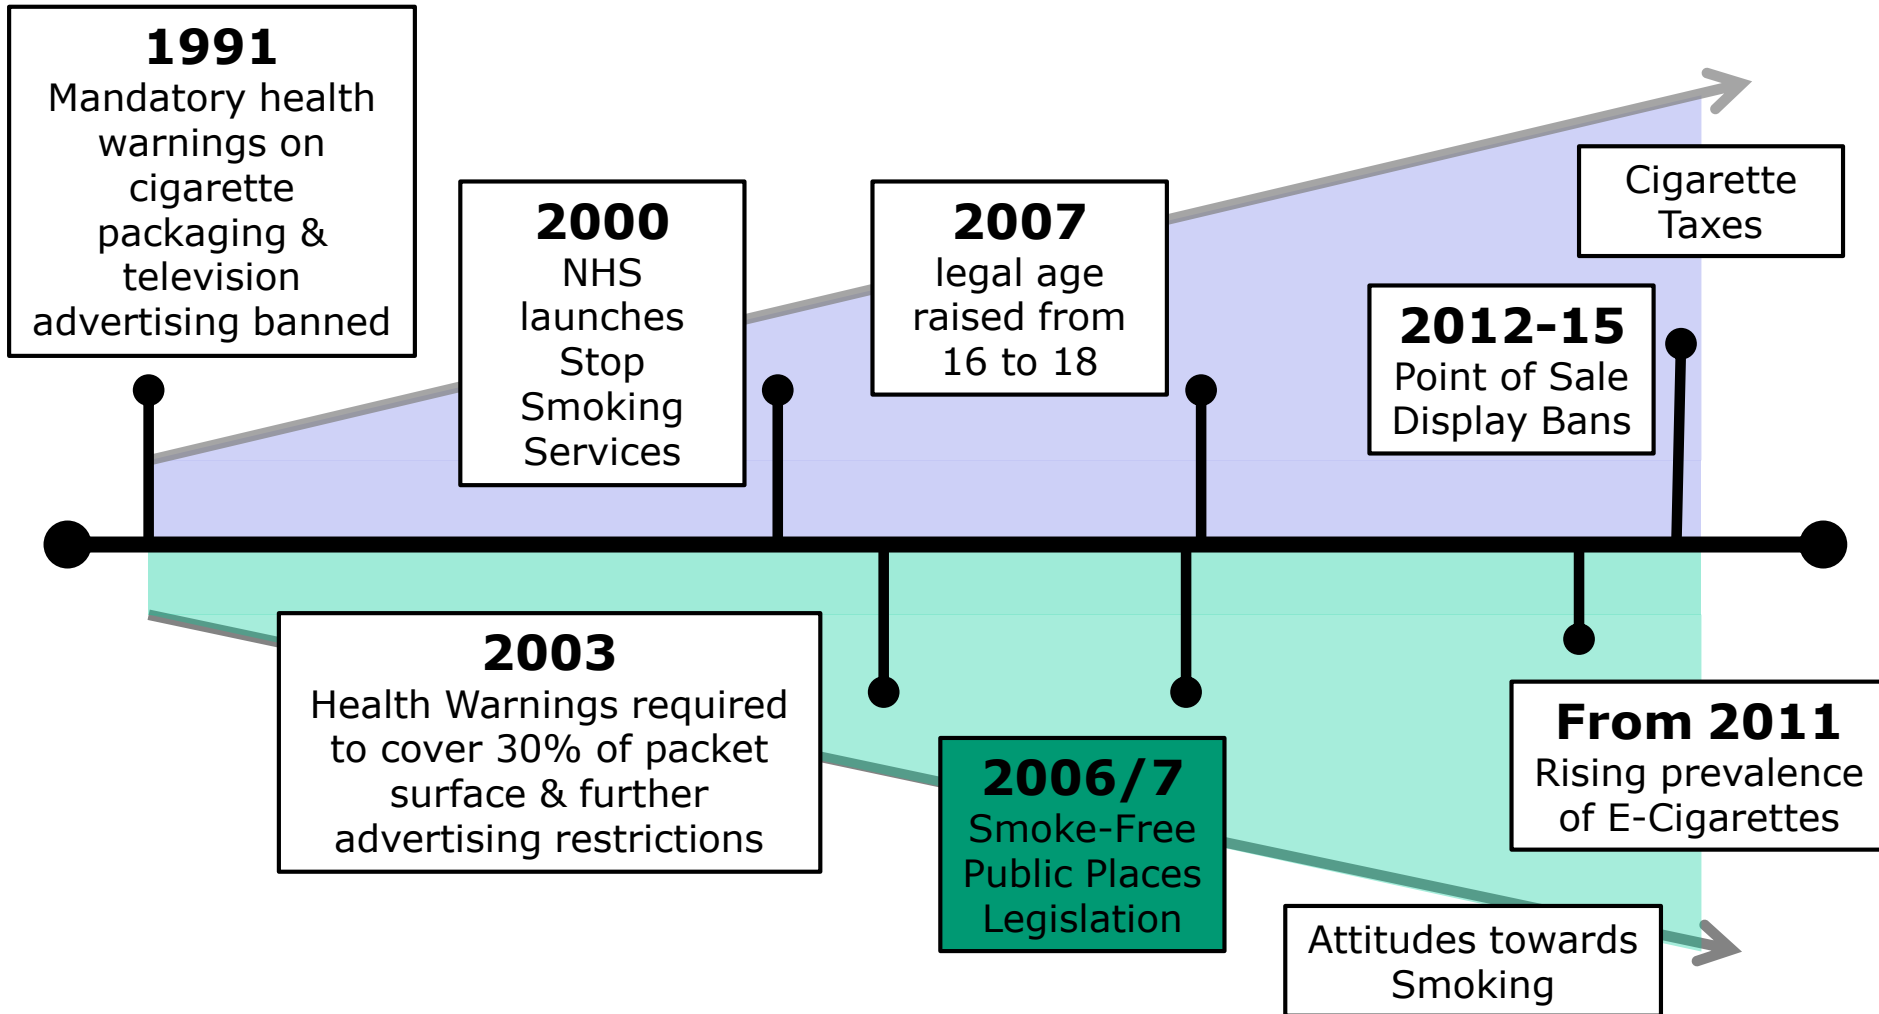 1991
Mandatory health
warnings on
cigarette
packaging &
television
advertising banned
2000
NHS
launches
Stop
Smoking
Services
2007
legal age
raised from
16 to 18
Cigarette
Taxes
2012-15
Point of Sale
Display Bans
2003
Health Warnings required
to cover 30% of packet
surface & further
advertising restrictions
2006/7
Smoke-Free
Public Places
Legislation
From 2011
Rising prevalence
of E-Cigarettes
Attitudes towards
Smoking